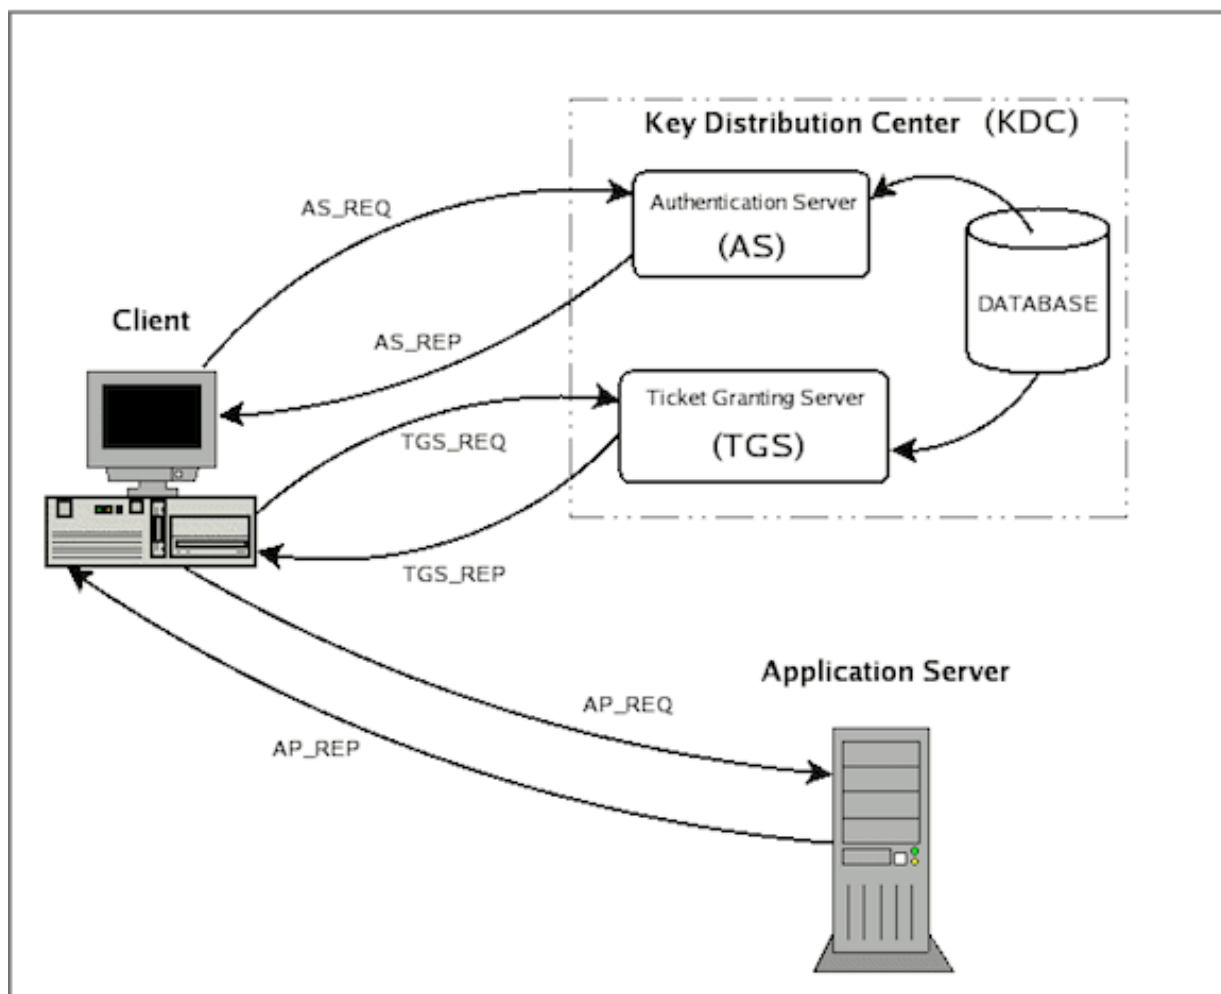 Key Distribution Center (KDC)
AS_REQ
Authentication Server
(AS)
DATABASE
Client
AS_REP
Ticket Granting Server
(TGS)
TGS_REQ
TGS_REP
Application Server
AP_REQ
AP_REP